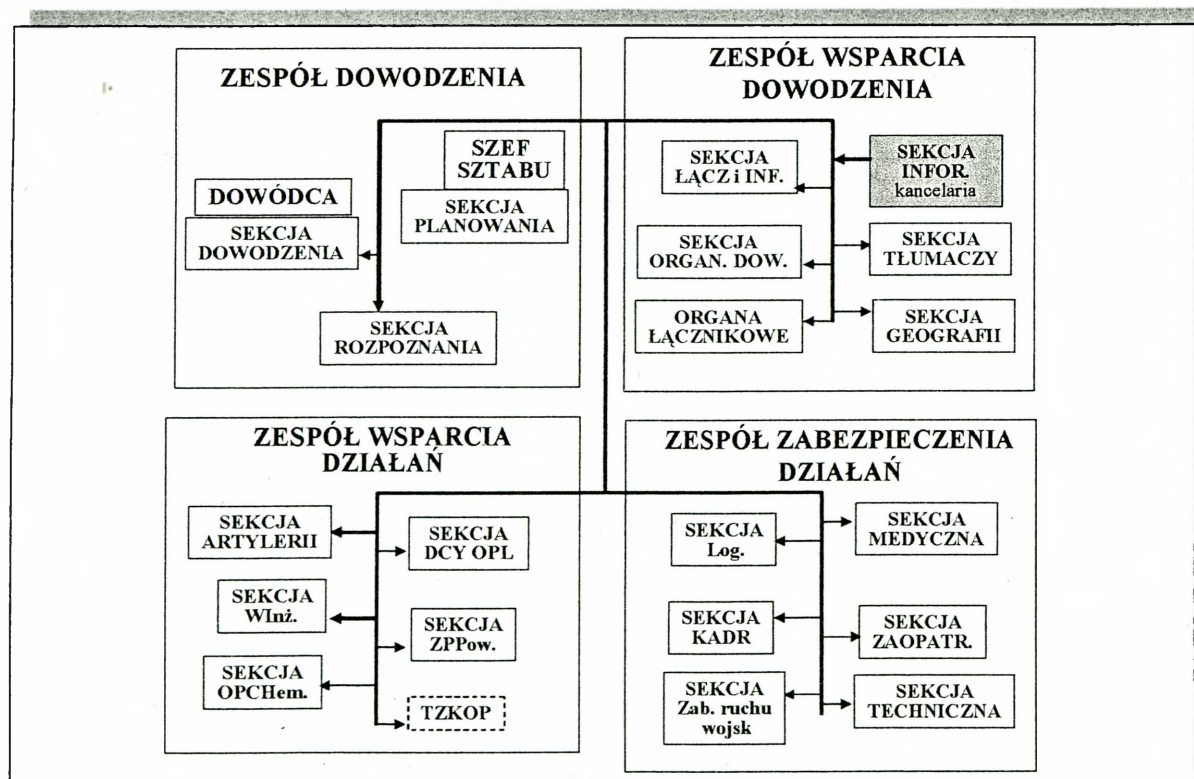 ZESPÓŁ DOWODZENIA
SZEF
SZTABU
DOWÓDCA
SEKCJA
PLANOWANIA
SEKCJA
DOWODZENIA
SEKCJA
ROZPOZNANIA
ZESPÓŁ WSPARCIA
DOWODZENIA
SEKCJA
ŁĄCZ i INF.
SEKCJA
INFOR.
kancelaria
SEKCJA
ORGAN. DOW.
SEKCJA
TŁUMACZY
ORGANA
ŁĄCZNIKOWE
SEKCJA
GEOGRAFII
ZESPÓŁ WSPARCIA
DZIAŁAŃ
SEKCJA
ARTYLERII
SEKCJA
DCY OPL
SEKCJA
WInż.
SEKCJA
ZPPow.
SEKCJA
OPCHem.
TZKOP
ZESPÓŁ ZABEZPIECZENIA
DZIAŁAŃ
SEKCJA
Log.
SEKCJA
MEDYCZNA
SEKCJA
KADR
SEKCJA
ZAOPATR.
SEKCJA
Zab. ruchu
wojsk
SEKCJA
TECHNICZNA